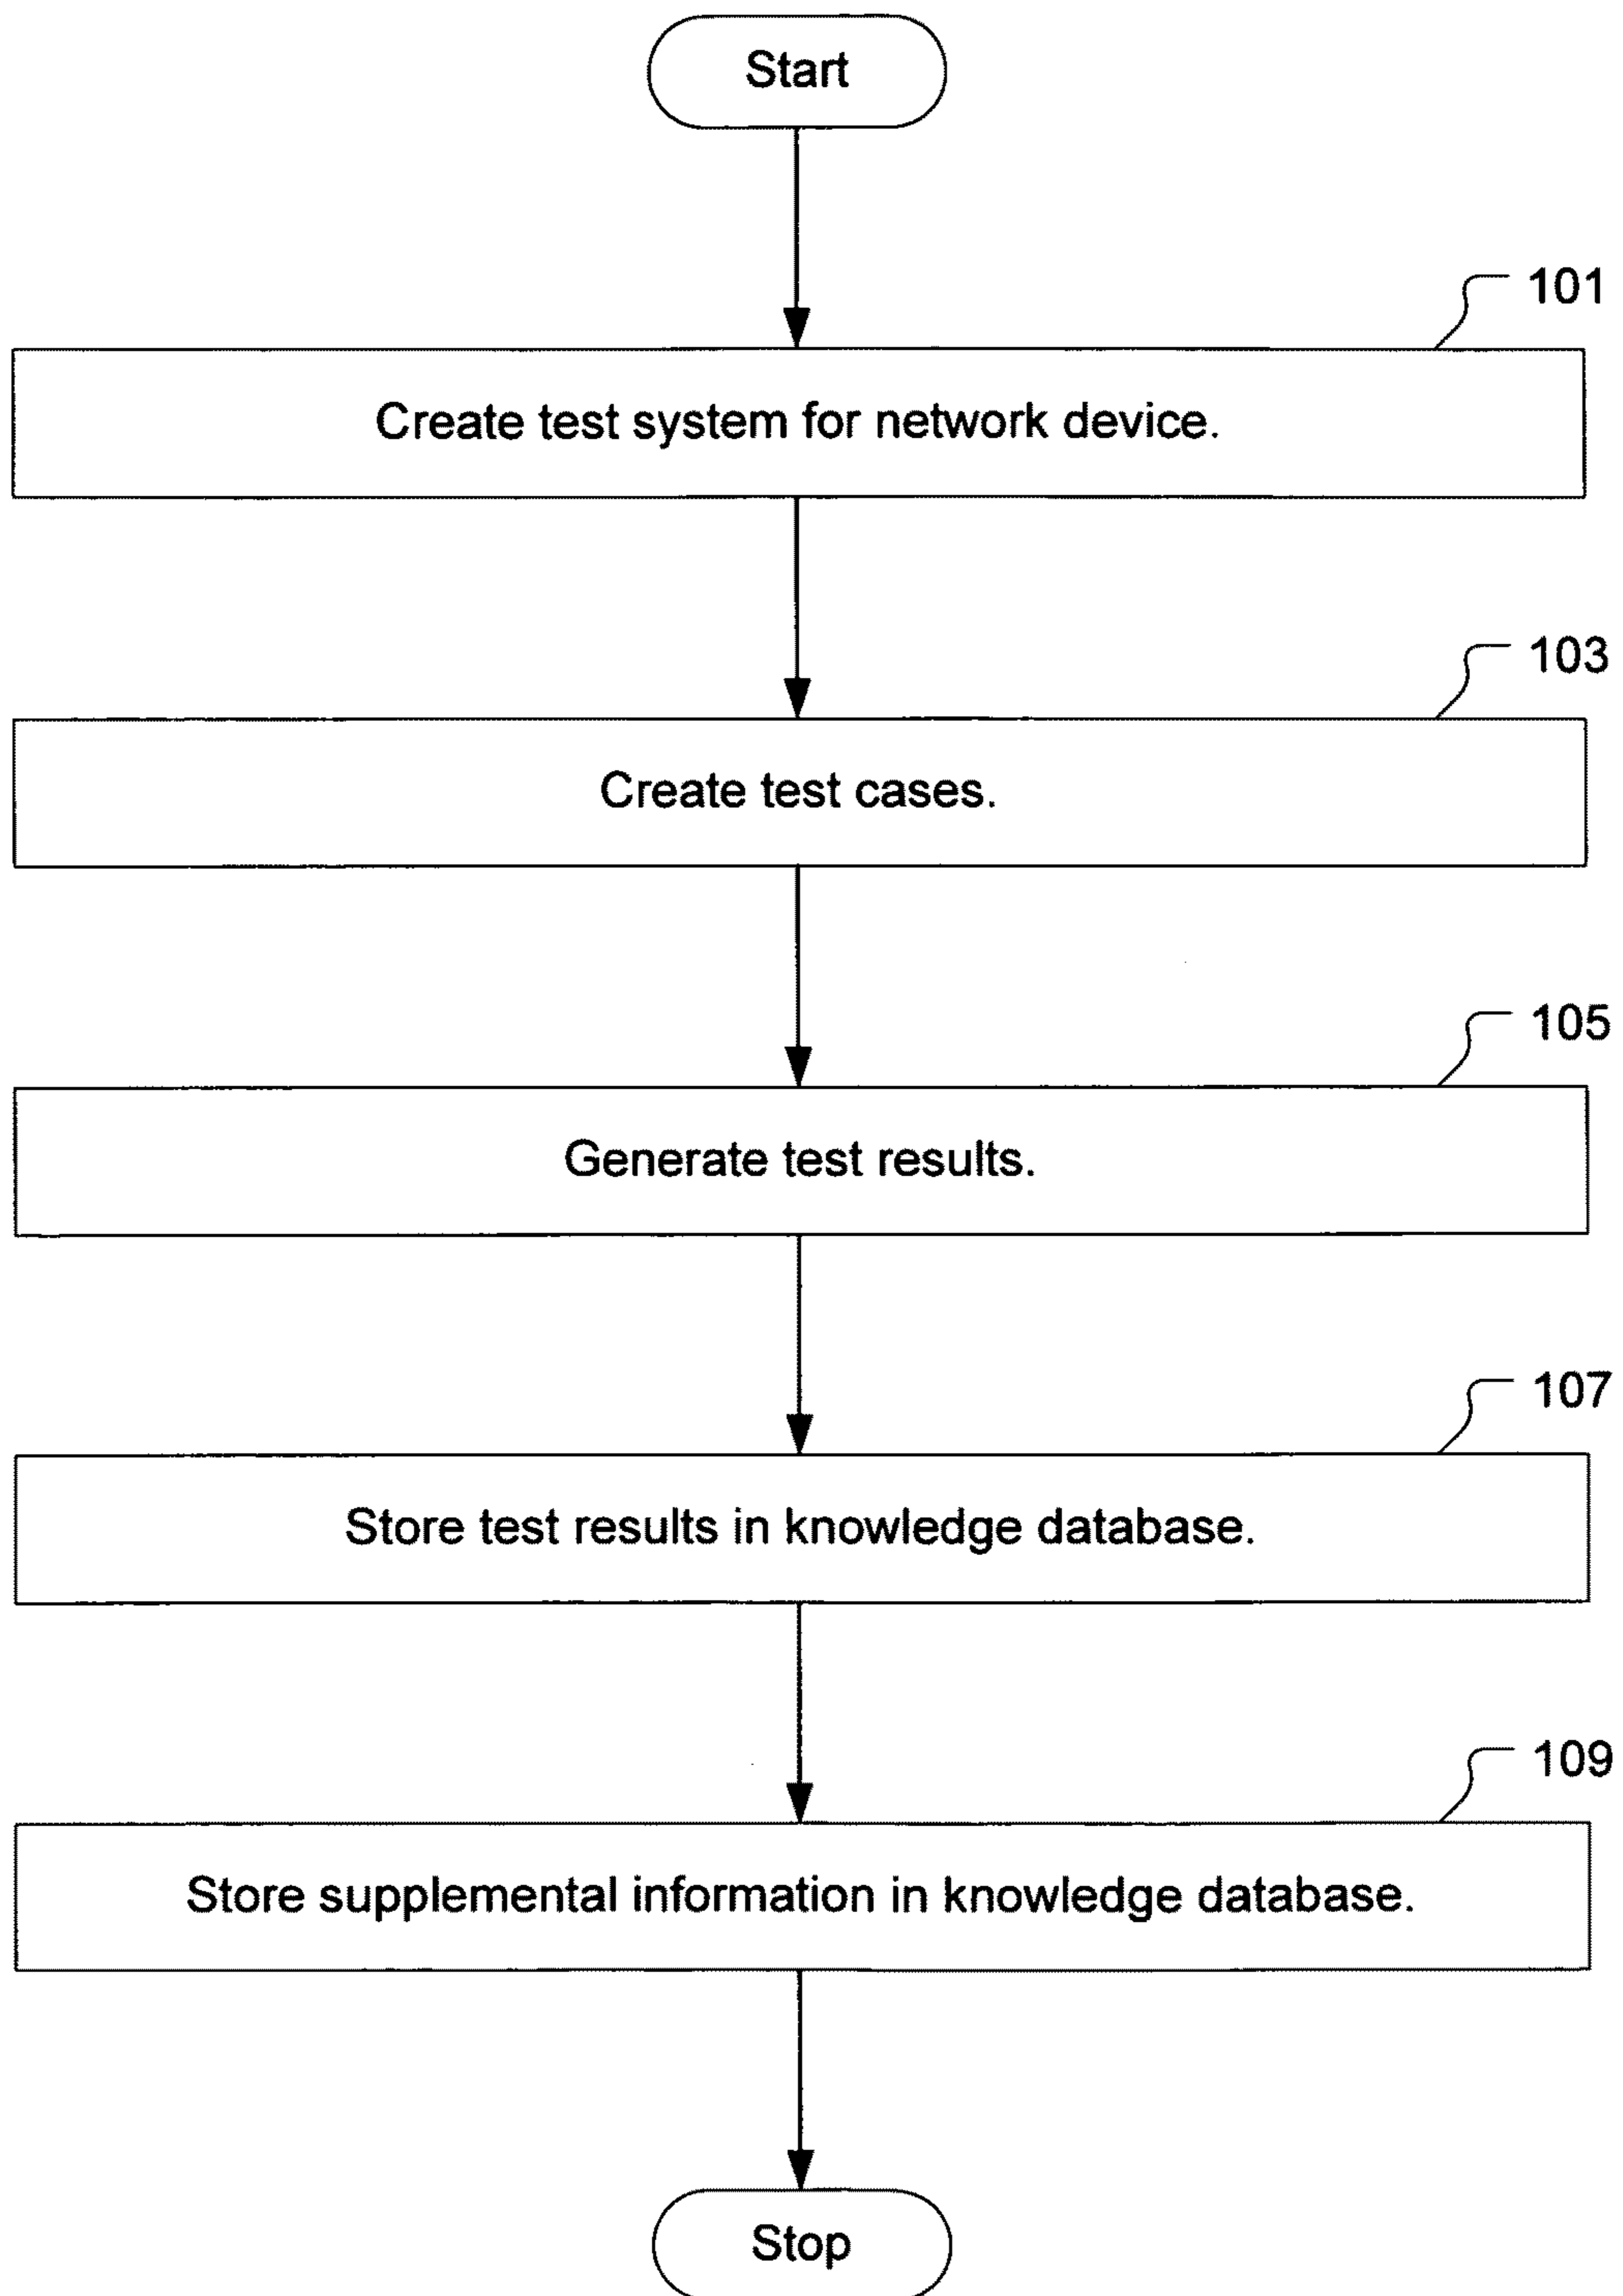 Start
101
Create test system for network device.
103
Create test cases.
105
Generate test results.
107
Store test results in knowledge database.
109
Store supplemental information in knowledge database.
Stop